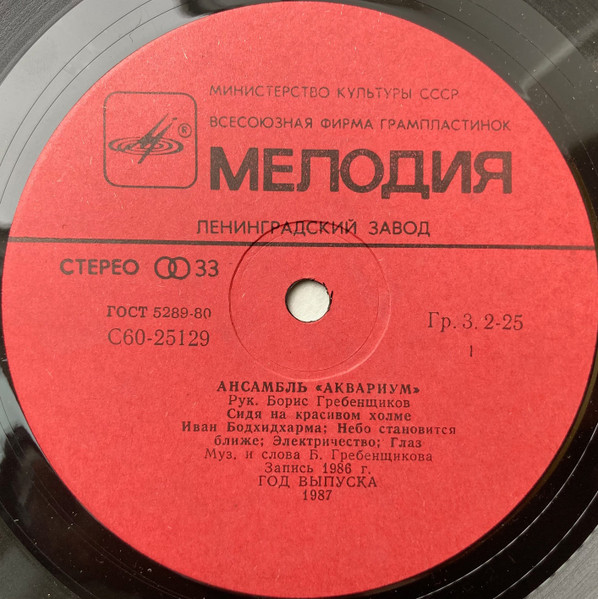 МИНИСТЕРСТВО КУЛЬТУРЫ СССР
ВСЕСОЮЗНАЯ ФИРМА ГРАМПЛАСТИНОК
®
МЕЛОДИЯ
ЛЕНИНГРАДСКИЙ ЗАВОД
СТЕРЕО 33
ГОСТ 5289-80
С60-25129
Гр. 3. 2-25
1
АНСАМБЛЬ «АКВАРИУМ»
Рук. Борис Гребенщиков
Сидя на красивом холме
Иван Бодхидхарма; Небо становится
ближе; Электричество; Глаз
Муз. и слова Б. Гребенщикова
Запись 1986 г.
ГОД ВЫПУСКА
1987